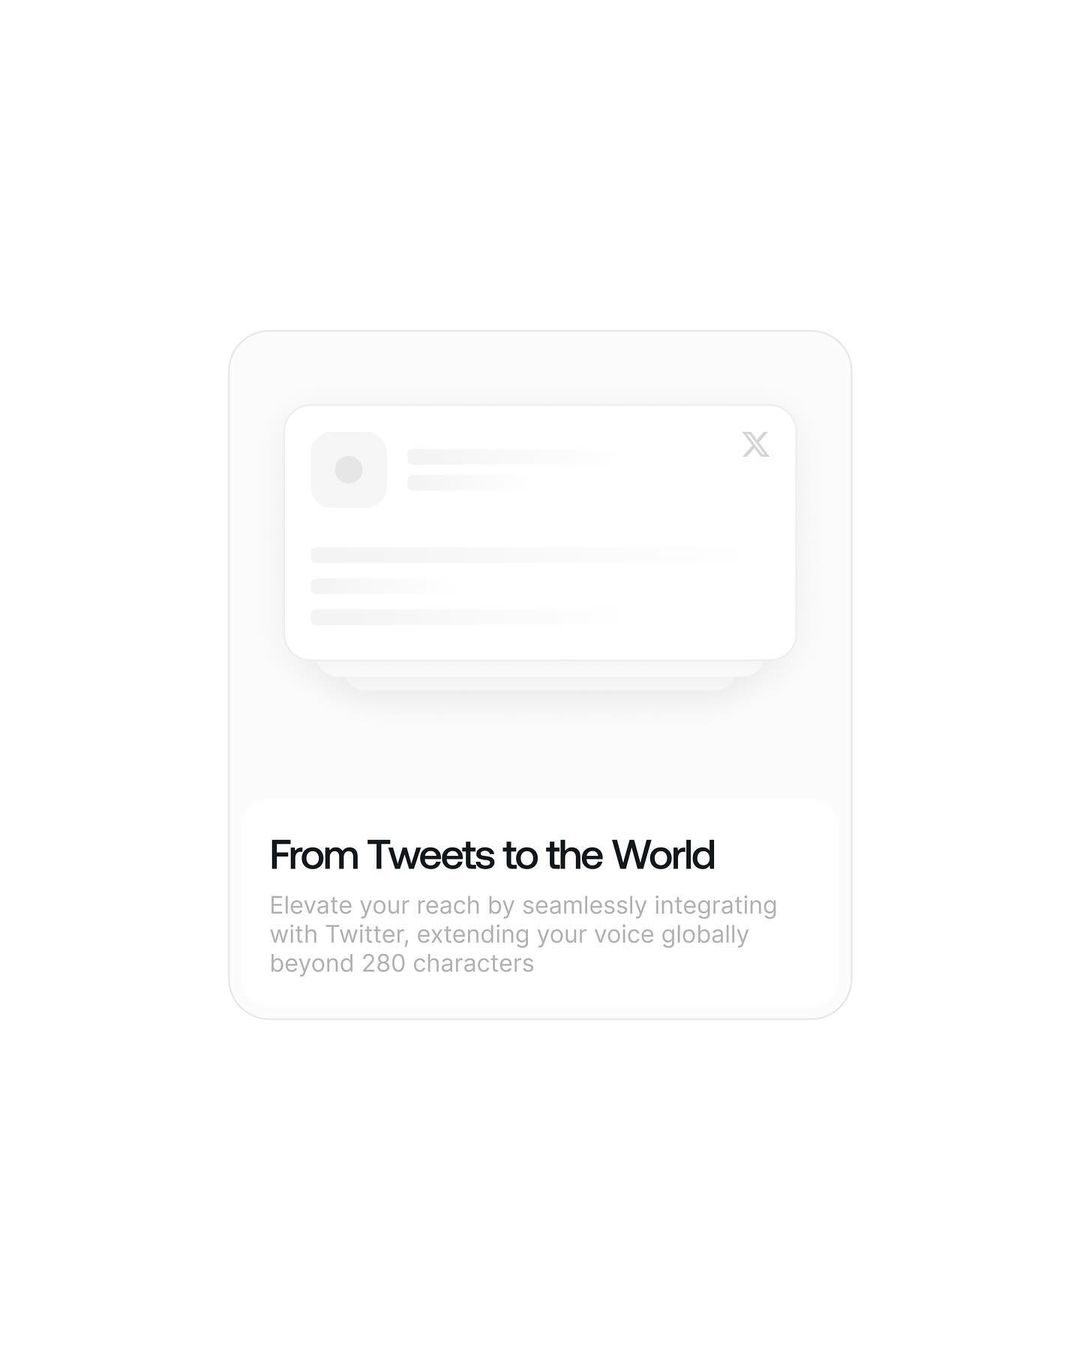 From Tweets to the World
Elevate your reach by seamlessly integrating
with Twitter, extending your voice globally
beyond 280 characters